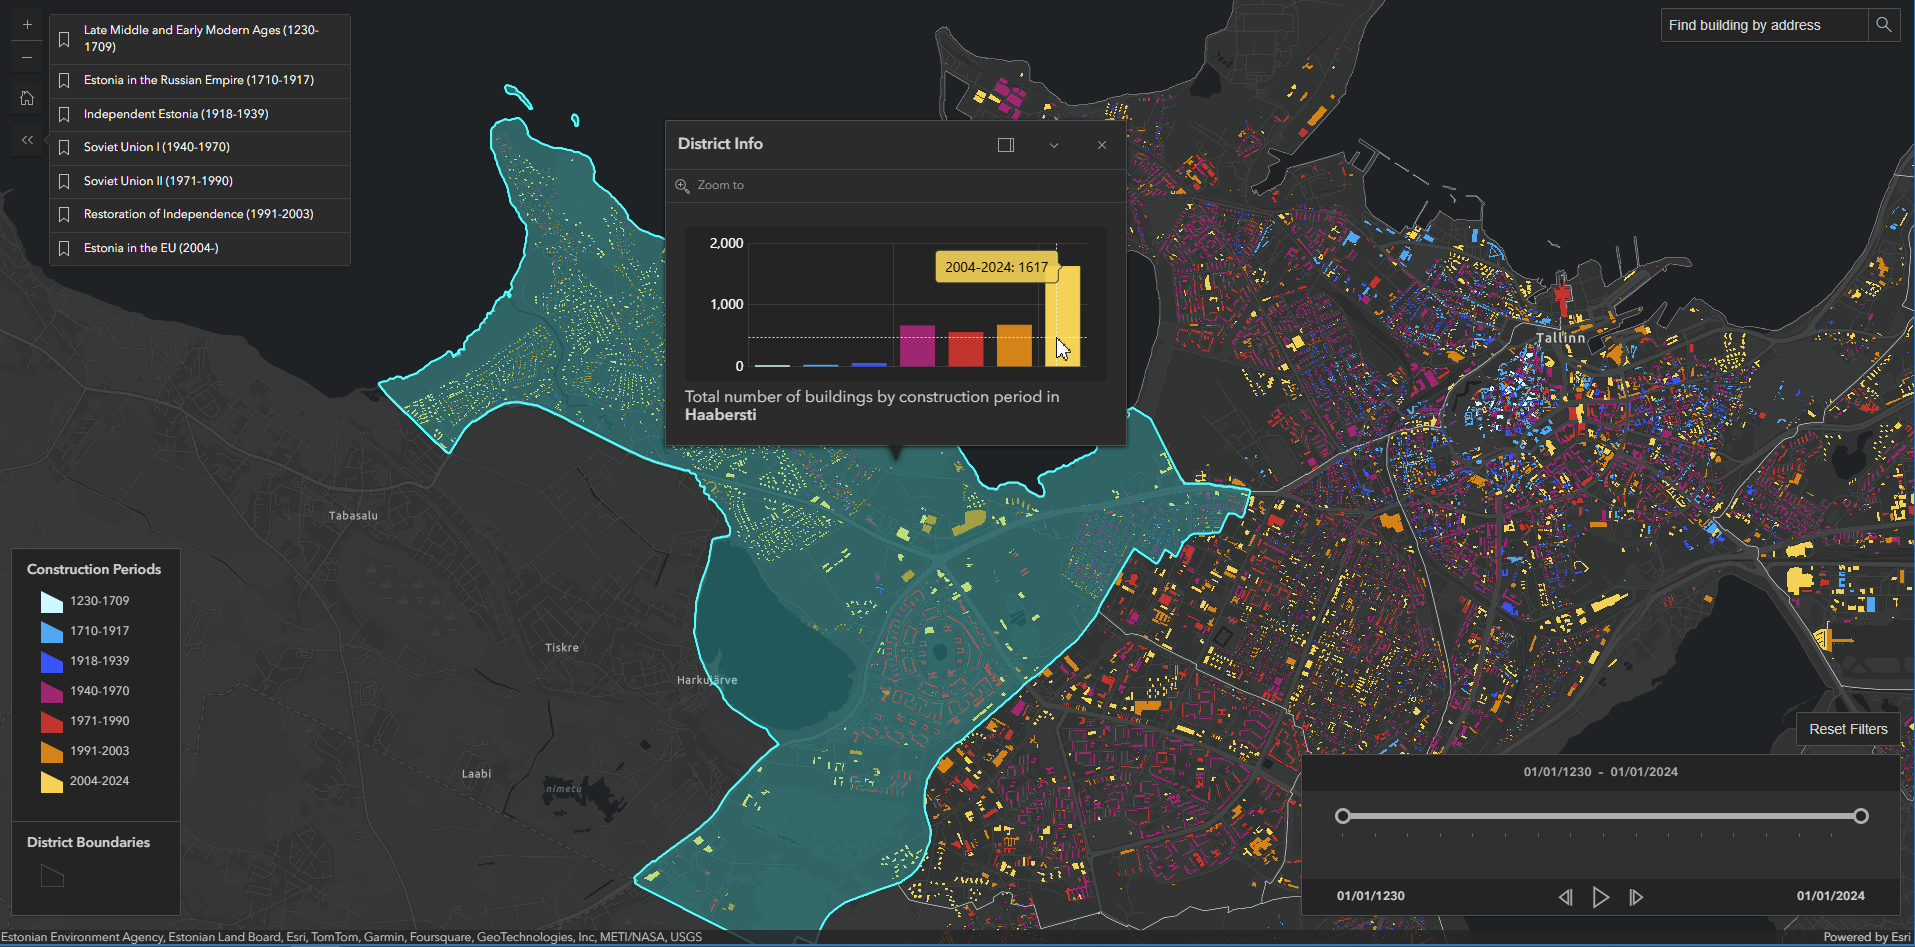 +
Late Middle and Early Modern Ages (1230-
1709)
Estonia in the Russian Empire (1710-1917)
Independent Estonia (1918-1939)
Soviet Union I (1940-1970)
Soviet Union II (1971-1990)
Restoration of Independence (1991-2003)
Estonia in the EU (2004-)
Find building by address
District Info
Zoom to
2,000
2004-2024: 1617
1,000
0
Total number of buildings by construction period in
Haabersti
Tallinn
Tabasalu
Tiskre
Harkujärve
Laabi
nimetu
Construction Periods
1230-1709
1710-1917
1918-1939
1940-1970
1971-1990
1991-2003
2004-2024
District Boundaries
Reset Filters
01/01/1230 - 01/01/2024
01/01/1230
01/01/2024
Estonian Environment Agency, Estonian Land Board, Esri, TomTom, Garmin, Foursquare, GeoTechnologies, Inc, METI/NASA, USGS
Powered by Esri